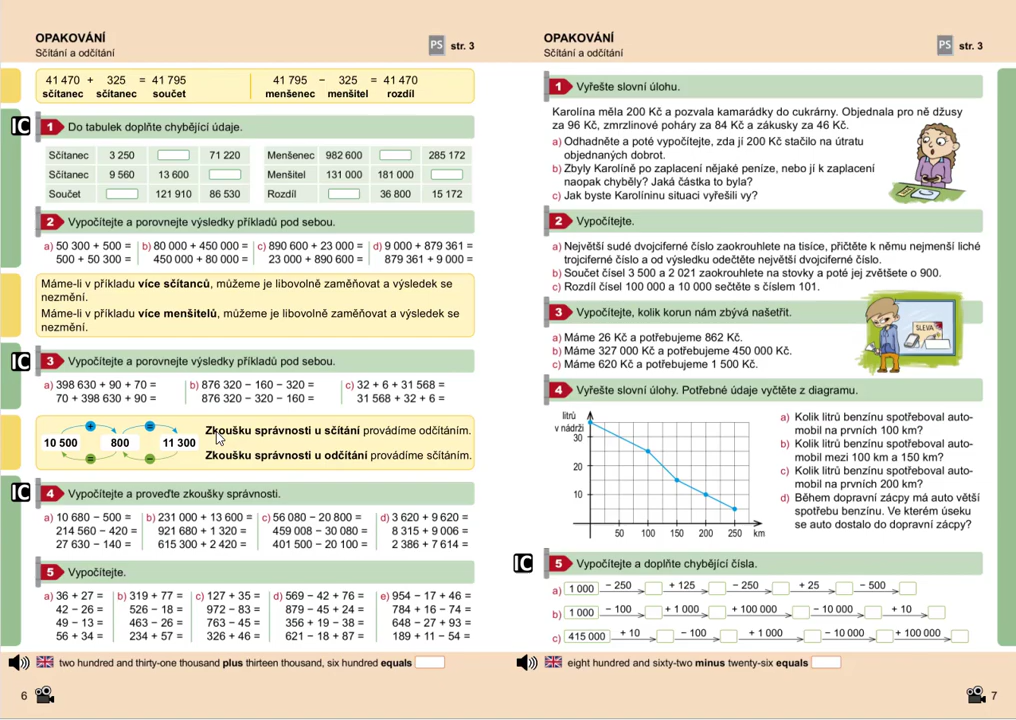 OPAKOVÁNÍ
Sčítání a odčítání
PS str. 3
41 470 + 325 = 41 795
sčítanec sčítanec součet
41 795 − 325 = 41 470
menšenec menšitel rozdíl
IC
1 Do tabulek doplňte chybějící údaje.
Sčítanec 3 250 71 220
Sčítanec 9 560 13 600
Součet 121 910 86 530
Menšenec 982 600 285 172
Menšitel 131 000 181 000
Rozdíl 36 800 15 172
2 Vypočítejte a porovnejte výsledky příkladů pod sebou.
a) 50 300 + 500 = b) 80 000 + 450 000 = c) 890 600 + 23 000 = d) 9 000 + 879 361 =
500 + 50 300 = 450 000 + 80 000 = 23 000 + 890 600 = 879 361 + 9 000 =
Máme-li v příkladu více sčítanců, můžeme je libovolně zaměňovat a výsledek se
nezmění.
Máme-li v příkladu více menšitelů, můžeme je libovolně zaměňovat a výsledek se
nezmění.
IC
3 Vypočítejte a porovnejte výsledky příkladů pod sebou.
a) 398 630 + 90 + 70 = b) 876 320 − 160 − 320 = c) 32 + 6 + 31 568 =
70 + 398 630 + 90 = 876 320 − 320 − 160 = 31 568 + 32 + 6 =
+ =
10 500 800 11 300
= −
Zkoušku správnosti u sčítání provádíme odčítáním.
Zkoušku správnosti u odčítání provádíme sčítáním.
IC
4 Vypočítejte a proveďte zkoušky správnosti.
a) 10 680 − 500 = b) 231 000 + 13 600 = c) 56 080 − 20 800 = d) 3 620 + 9 620 =
214 560 − 420 = 921 680 + 1 320 = 459 008 − 30 080 = 8 315 + 9 006 =
27 630 − 140 = 615 300 + 2 420 = 401 500 − 20 100 = 2 386 + 7 614 =
5 Vypočítejte.
a) 36 + 27 = b) 319 + 77 = c) 127 + 35 = d) 569 − 42 + 76 = e) 954 − 17 + 46 =
42 − 26 = 526 − 18 = 972 − 83 = 879 − 45 + 24 = 784 + 16 − 74 =
49 − 13 = 463 − 26 = 763 − 45 = 356 + 19 − 38 = 648 − 27 + 93 =
56 + 34 = 234 + 57 = 326 + 46 = 621 − 18 + 87 = 189 + 11 − 54 =
two hundred and thirty-one thousand plus thirteen thousand, six hundred equals
6
OPAKOVÁNÍ
Sčítání a odčítání
PS str. 3
1 Vyřešte slovní úlohu.
Karolína měla 200 Kč a pozvala kamarádky do cukrárny. Objednala pro ně džusy
za 96 Kč, zmrzlinové poháry za 84 Kč a zákusky za 46 Kč.
a) Odhadněte a poté vypočítejte, zda jí 200 Kč stačilo na útratu
objednaných dobrot.
b) Zbyly Karolíně po zaplacení nějaké peníze, nebo jí k zaplacení
naopak chyběly? Jaká částka to byla?
c) Jak byste Karolíninu situaci vyřešili vy?
2 Vypočítejte.
a) Největší sudé dvojciferné číslo zaokrouhlete na tisíce, přičtěte k němu nejmenší liché
trojciferné číslo a od výsledku odečtěte největší dvojciferné číslo.
b) Součet čísel 3 500 a 2 021 zaokrouhlete na stovky a poté jej zvětšete o 900.
c) Rozdíl čísel 100 000 a 10 000 sečtěte s číslem 101.
3 Vypočítejte, kolik korun nám zbývá našetřit.
a) Máme 26 Kč a potřebujeme 862 Kč.
b) Máme 327 000 Kč a potřebujeme 450 000 Kč.
c) Máme 620 Kč a potřebujeme 1 500 Kč.
SLEVA
4 Vyřešte slovní úlohy. Potřebné údaje vyčtěte z diagramu.
litrů
v nádrži
30
20
10
50 100 150 200 250 km
a) Kolik litrů benzínu spotřeboval auto-
mobil na prvních 100 km?
b) Kolik litrů benzínu spotřeboval auto-
mobil mezi 100 km a 150 km?
c) Kolik litrů benzínu spotřeboval auto-
mobil na prvních 200 km?
d) Během dopravní zácpy má auto větší
spotřebu benzínu. Ve kterém úseku
se auto dostalo do dopravní zácpy?
IC
5 Vypočítejte a doplňte chybějící čísla.
a) 1 000 − 250 + 125 − 250 + 25 − 500
b) 1 000 − 100 + 1 000 + 100 000 − 10 000 + 10
c) 415 000 + 10 − 100 + 1 000 − 10 000 + 100 000
eight hundred and sixty-two minus twenty-six equals
7